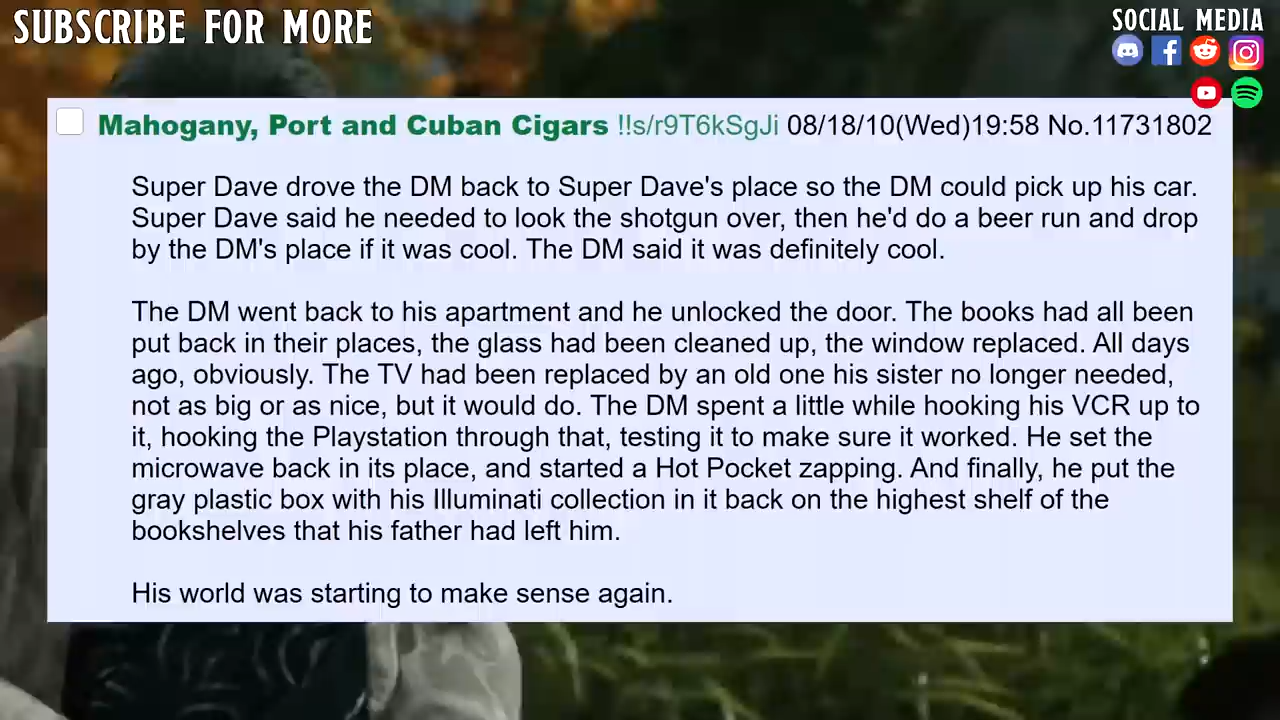 SUBSCRIBE FOR MORE
SOCIAL MEDIA
Mahogany, Port and Cuban Cigars !!s/r9T6kSgJi 08/18/10(Wed)19:58 No.11731802
Super Dave drove the DM back to Super Dave's place so the DM could pick up his car.
Super Dave said he needed to look the shotgun over, then he'd do a beer run and drop
by the DM's place if it was cool. The DM said it was definitely cool.
The DM went back to his apartment and he unlocked the door. The books had all been
put back in their places, the glass had been cleaned up, the window replaced. All days
ago, obviously. The TV had been replaced by an old one his sister no longer needed,
not as big or as nice, but it would do. The DM spent a little while hooking his VCR up to
it, hooking the Playstation through that, testing it to make sure it worked. He set the
microwave back in its place, and started a Hot Pocket zapping. And finally, he put the
gray plastic box with his Illuminati collection in it back on the highest shelf of the
bookshelves that his father had left him.
His world was starting to make sense again.